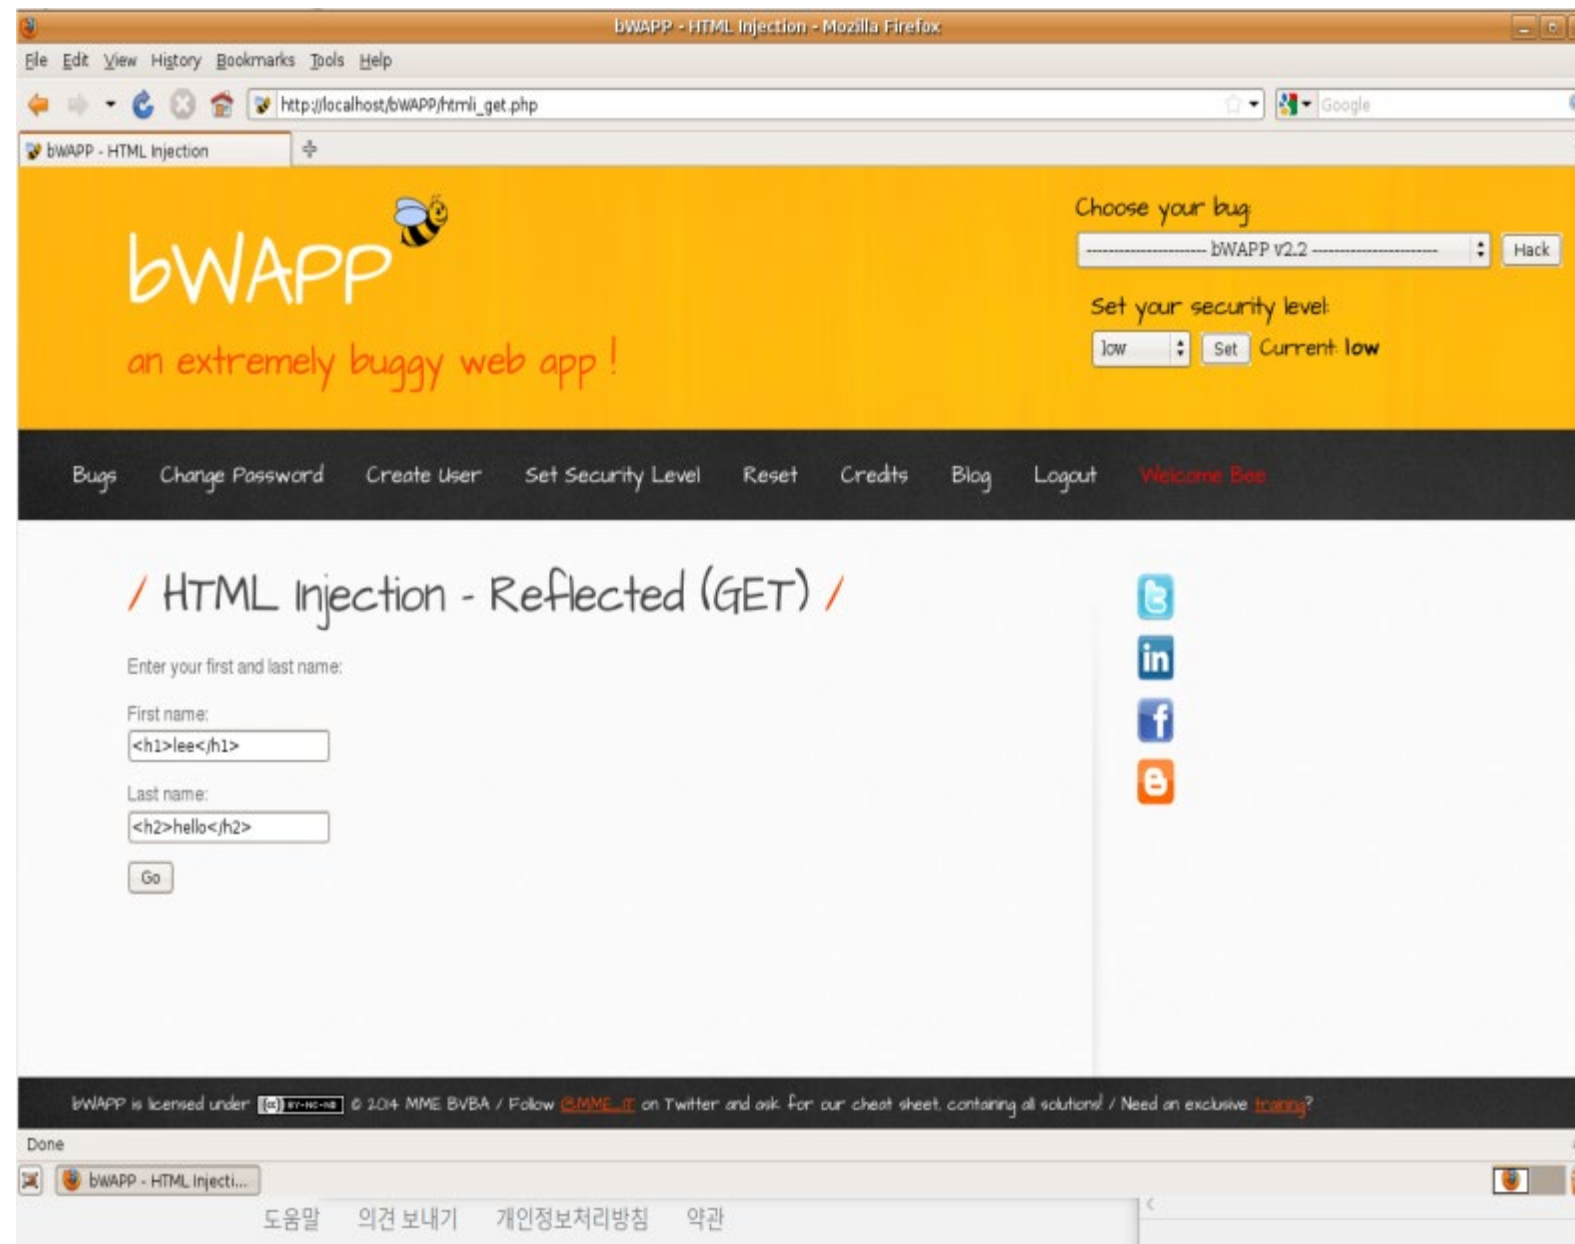 bWAPP - HTML Injection - Mozilla Firefox
File Edit View History Bookmarks Tools Help
http://localhost/bWAPP/htmli_get.php
Google
bWAPP - HTML Injection
bWAPP
an extremely buggy web app !
Choose your bug:
---------------------- bWAPP v2.2 -----------------------
Hack
Set your security level:
low
Set
Current: low
Bugs Change Password Create User Set Security Level Reset Credits Blog Logout Welcome Bee
/ HTML Injection - Reflected (GET) /
Enter your first and last name:
First name:
<h1>lee</h1>
Last name:
<h2>hello</h2>
Go
bWAPP is licensed under (cc) BY-NC-ND © 2014 MME BVBA / Follow @MME_IT on Twitter and ask for our cheat sheet, containing all solutions! / Need an exclusive training?
Done
bWAPP - HTML Injecti...
도움말 의견 보내기 개인정보처리방침 약관